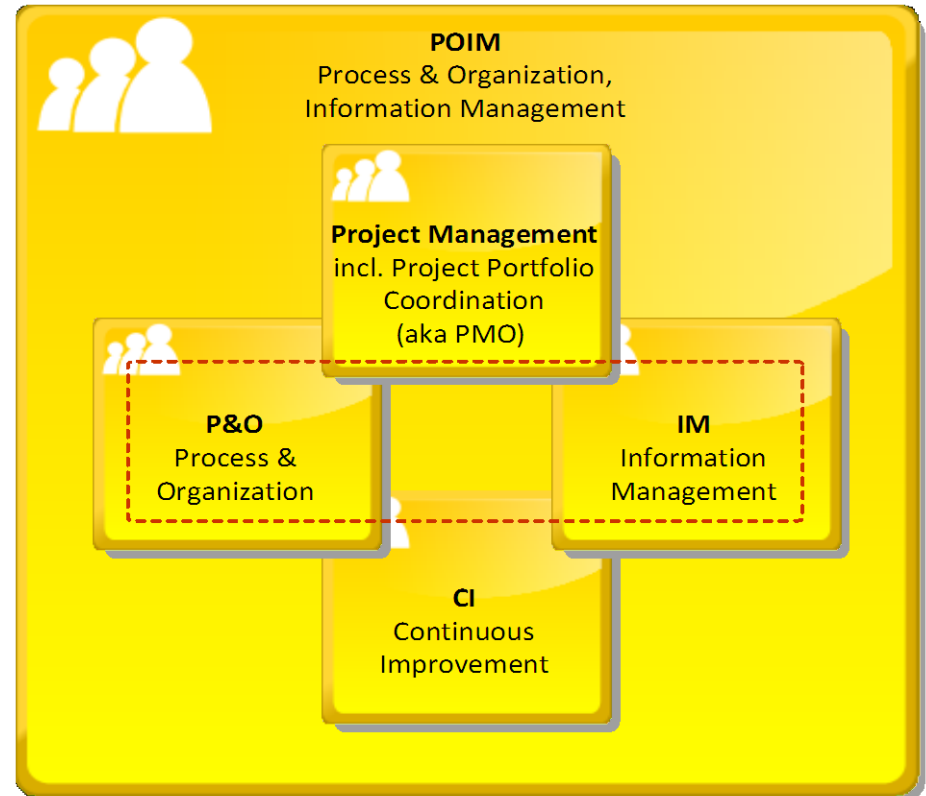 POIM
Process & Organization,
Information Management
Project Management
incl. Project Portfolio
Coordination
(aka PMO)
P&O
Process &
Organization
IM
Information
Management
CI
Continuous
Improvement